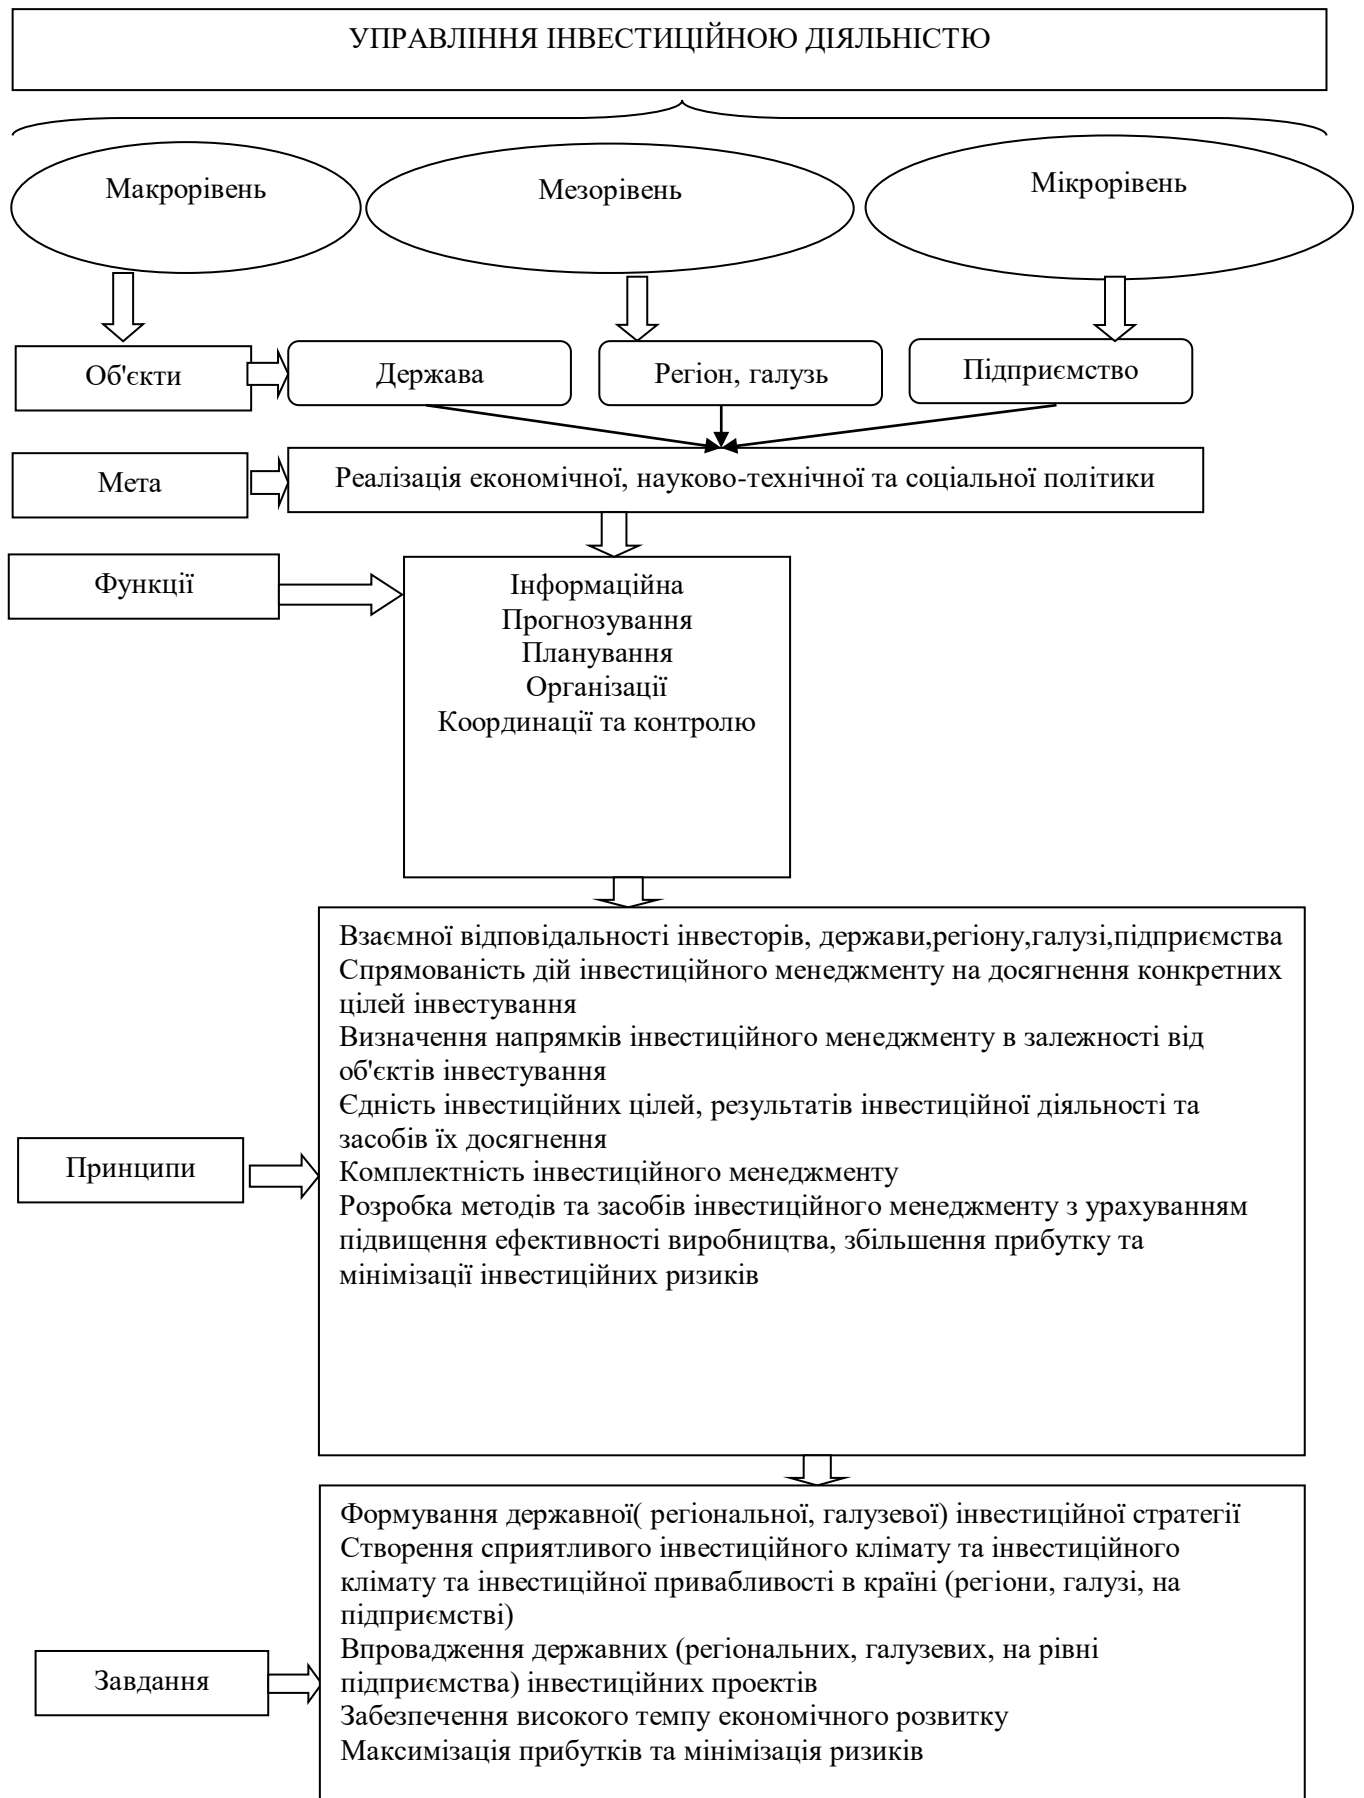 УПРАВЛІННЯ ІНВЕСТИЦІЙНОЮ ДІЯЛЬНІСТЮ
Макрорівень
Мезорівень
Мікрорівень
Об'єкти
Держава
Регіон, галузь
Підприємство
Мета
Реалізація економічної, науково-технічної та соціальної політики
Функції
Інформаційна
Прогнозування
Планування
Організації
Координації та контролю
Принципи
Взаємної відповідальності інвесторів, держави,регіону,галузі,підприємства
Спрямованість дій інвестиційного менеджменту на досягнення конкретних
цілей інвестування
Визначення напрямків інвестиційного менеджменту в залежності від
об'єктів інвестування
Єдність інвестиційних цілей, результатів інвестиційної діяльності та
засобів їх досягнення
Комплектність інвестиційного менеджменту
Розробка методів та засобів інвестиційного менеджменту з урахуванням
підвищення ефективності виробництва, збільшення прибутку та
мінімізації інвестиційних ризиків
Завдання
Формування державної( регіональної, галузевої) інвестиційної стратегії
Створення сприятливого інвестиційного клімату та інвестиційного
клімату та інвестиційної привабливості в країні (регіони, галузі, на
підприємстві)
Впровадження державних (регіональних, галузевих, на рівні
підприємства) інвестиційних проектів
Забезпечення високого темпу економічного розвитку
Максимізація прибутків та мінімізація ризиків